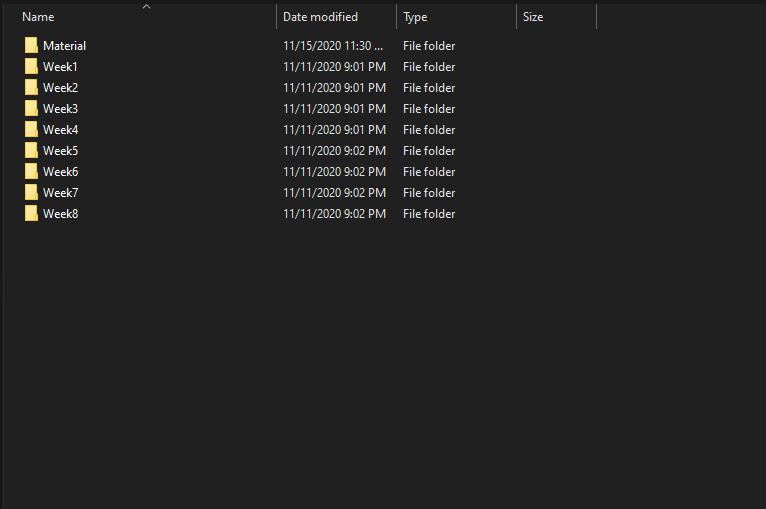 Name Date modified Type Size
Material 11/15/2020 11:30 ... File folder
Week1 11/11/2020 9:01 PM File folder
Week2 11/11/2020 9:01 PM File folder
Week3 11/11/2020 9:01 PM File folder
Week4 11/11/2020 9:01 PM File folder
Week5 11/11/2020 9:02 PM File folder
Week6 11/11/2020 9:02 PM File folder
Week7 11/11/2020 9:02 PM File folder
Week8 11/11/2020 9:02 PM File folder